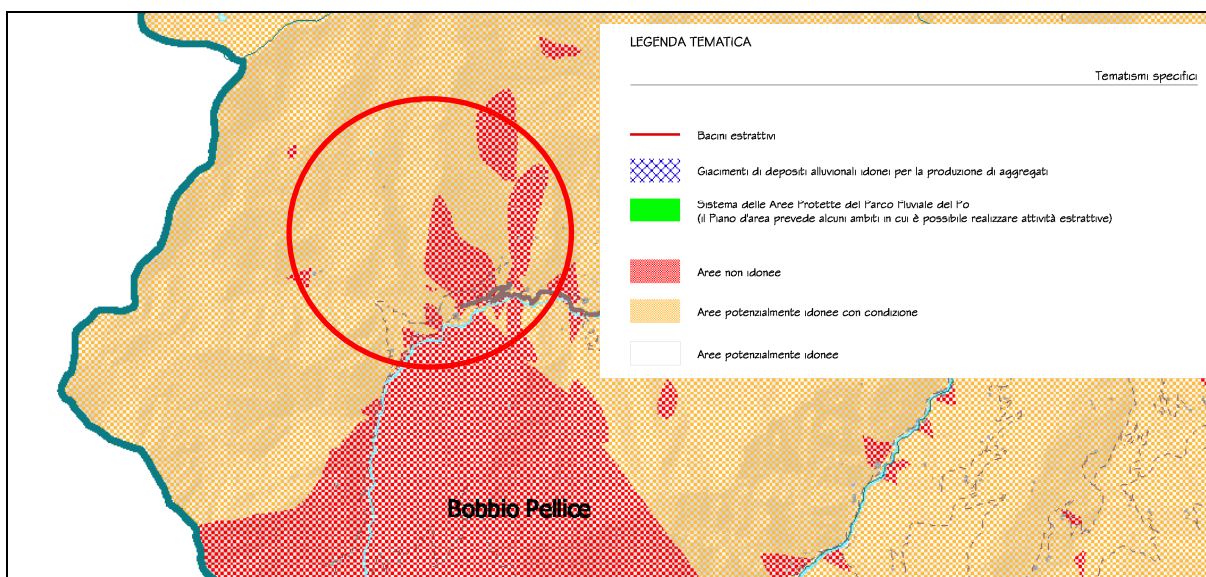 LEGENDA TEMATICA
Tematismi specifici
Bacini estrattivi
Giacimenti di depositi alluvionali idonei per la produzione di aggregati
Sistema delle Aree Protette del Parco Fluviale del Po
(il Piano d'area prevede alcuni ambiti in cui è possibile realizzare attività estrattive)
Aree non idonee
Aree potenzialmente idonee con condizione
Aree potenzialmente idonee
Bobbio Pellice